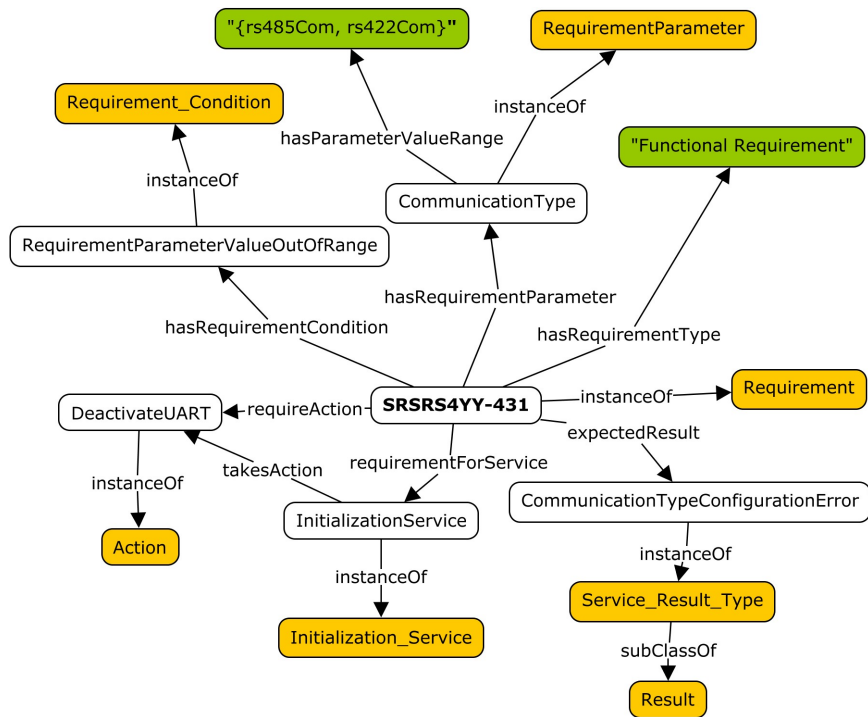 "{rs485Com, rs422Com}"
RequirementParameter
Requirement_Condition
instanceOf
hasParameterValueRange
"Functional Requirement"
instanceOf
CommunicationType
RequirementParameterValueOutOfRange
hasRequirementParameter
hasRequirementCondition
hasRequirementType
SRSRS4YY-431
instanceOf
Requirement
DeactivateUART
requireAction
expectedResult
requirementForService
takesAction
instanceOf
CommunicationTypeConfigurationError
InitializationService
Action
instanceOf
instanceOf
Service_Result_Type
Initialization_Service
subClassOf
Result